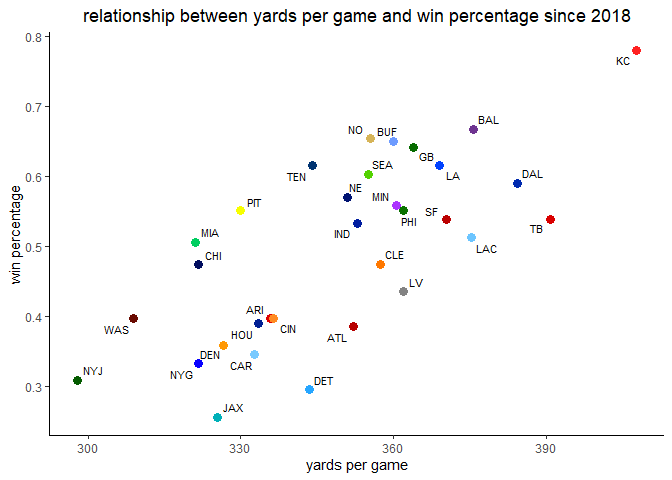 relationship between yards per game and win percentage since 2018
0.8
KC
0.7
BAL
NO
BUF
GB
TEN
SEA
LA
DAL
0.6
NE
MIN
PIT
SF
PHI
TB
MIA
IND
LAC
0.5
CHI
CLE
LV
ARI
0.4
WAS
CIN
HOU
ATL
DEN
CAR
NYJ
NYG
DET
0.3
JAX
win percentage
300
330
360
390
yards per game